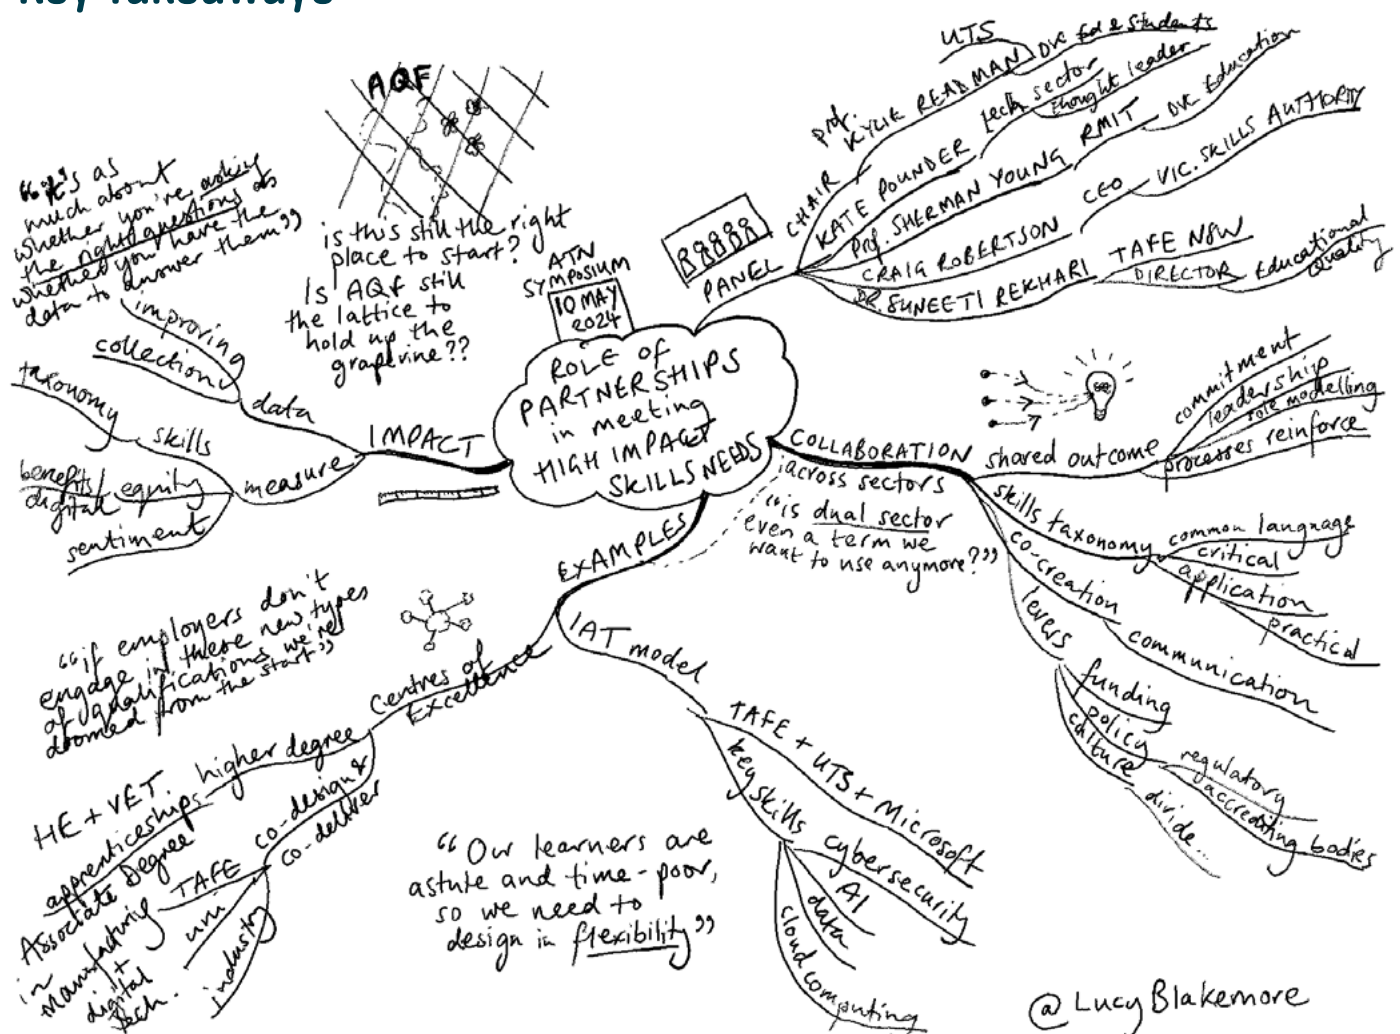 Key Takeaways
AQF
is this still the right
place to start?
Is AQF still
the lattice to
hold up the
grapevine??
"it's as
much about
whether you're asking
the right questions as
whether you have the
data to answer them"
ATN
SYMPOSIUM
10 MAY
2024
ROLE OF
PARTNERSHIPS
in meeting
HIGH IMPACT
SKILLS NEEDS
PANEL
CHAIR
UTS
Prof. KYLIE READMAN DVC Ed & Students
KATE POUNDER tech sector
thought leader
Prof. SHERMAN YOUNG RMIT DVC Education
CRAIG ROBERTSON CEO VIC. SKILLS AUTHORITY
DR. SUNEETI REKHARI TAFE NSW
DIRECTOR Educational
Quality
COLLABORATION
across sectors
"is dual sector
even a term we
want to use anymore?"
shared outcome
commitment
leadership
role modelling
processes reinforce
skills taxonomy
common language
critical
application
practical
co-creation
communication
levers
funding
policy
regulatory
accrediting bodies
culture
divide...
EXAMPLES
IAT model
TAFE + UTS + Microsoft
key skills
cybersecurity
AI
data
cloud computing
Centres of
Excellence
higher degree
apprenticeships
HE + VET.
Associate Degree
in manufacturing
+
digital
tech.
co-design &
co-deliver
TAFE
uni
industry
IMPACT
data
improving
collection
measure
skills
taxonomy
equity
benefits/
digital
sentiment
"if employers don't
engage in these new types
of qualifications we're
doomed from the start"
"Our learners are
astute and time-poor,
so we need to
design in flexibility"
@LucyBlakemore